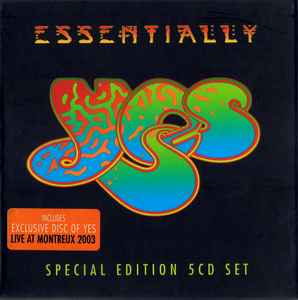 ESSENTIALLY
Yes
INCLUDES
EXCLUSIVE DISC OF YES
LIVE AT MONTREUX 2003
SPECIAL EDITION 5CD SET